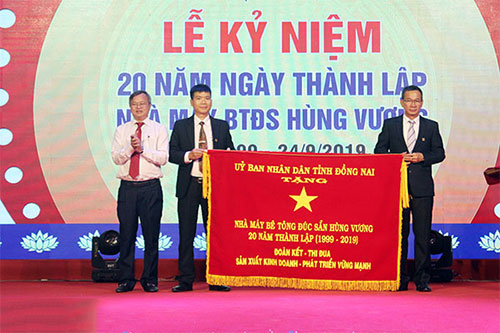 LỄ KỶ NIỆM
20 NĂM NGÀY THÀNH LẬP
NHÀ MÁY BTĐS HÙNG VƯƠNG
24/9/2019
ỦY BAN NHÂN DÂN TỈNH ĐỒNG NAI
TẶNG
NHÀ MÁY BÊ TÔNG ĐÚC SẴN HÙNG VƯƠNG
20 NĂM THÀNH LẬP (1999 - 2019)
ĐOÀN KẾT - THI ĐUA
SẢN XUẤT KINH DOANH - PHÁT TRIỂN VỮNG MẠNH